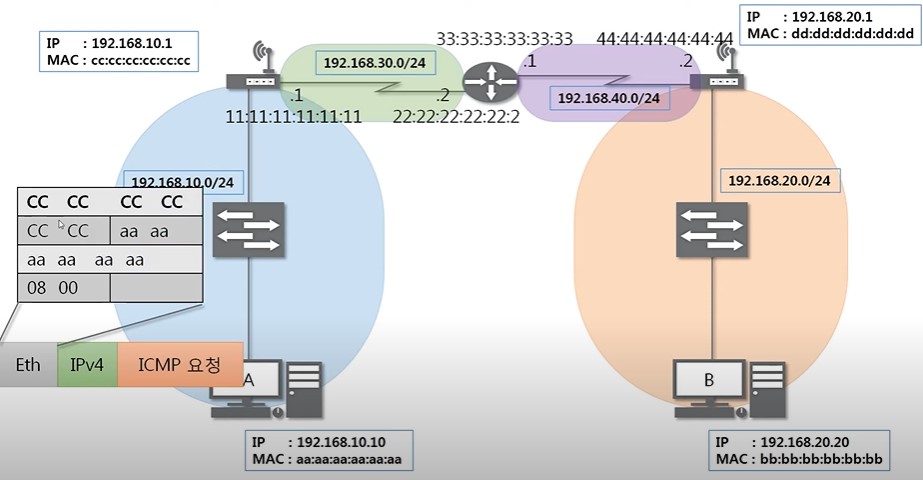 IP : 192.168.10.1
MAC : cc:cc:cc:cc:cc:cc
IP : 192.168.20.1
MAC : dd:dd:dd:dd:dd:dd
33:33:33:33:33:33
44:44:44:44:44:44
192.168.30.0/24
.1
.2
192.168.40.0/24
.1
.2
11:11:11:11:11:11
22:22:22:22:22:2
192.168.10.0/24
192.168.20.0/24
CC CC CC CC
CC CC aa aa
aa aa aa aa
08 00
Eth IPv4 ICMP 요청
A
B
IP : 192.168.10.10
MAC : aa:aa:aa:aa:aa:aa
IP : 192.168.20.20
MAC : bb:bb:bb:bb:bb:bb